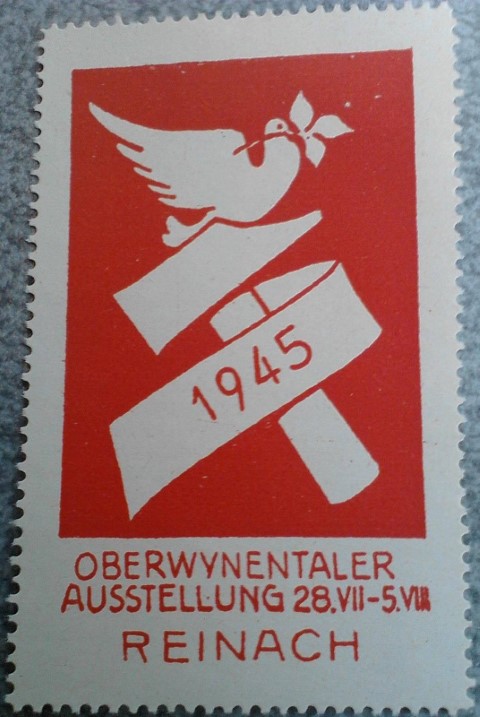 1945
OBERWYNENTALER
AUSSTELLUNG 28.VII-5.VIII
REINACH